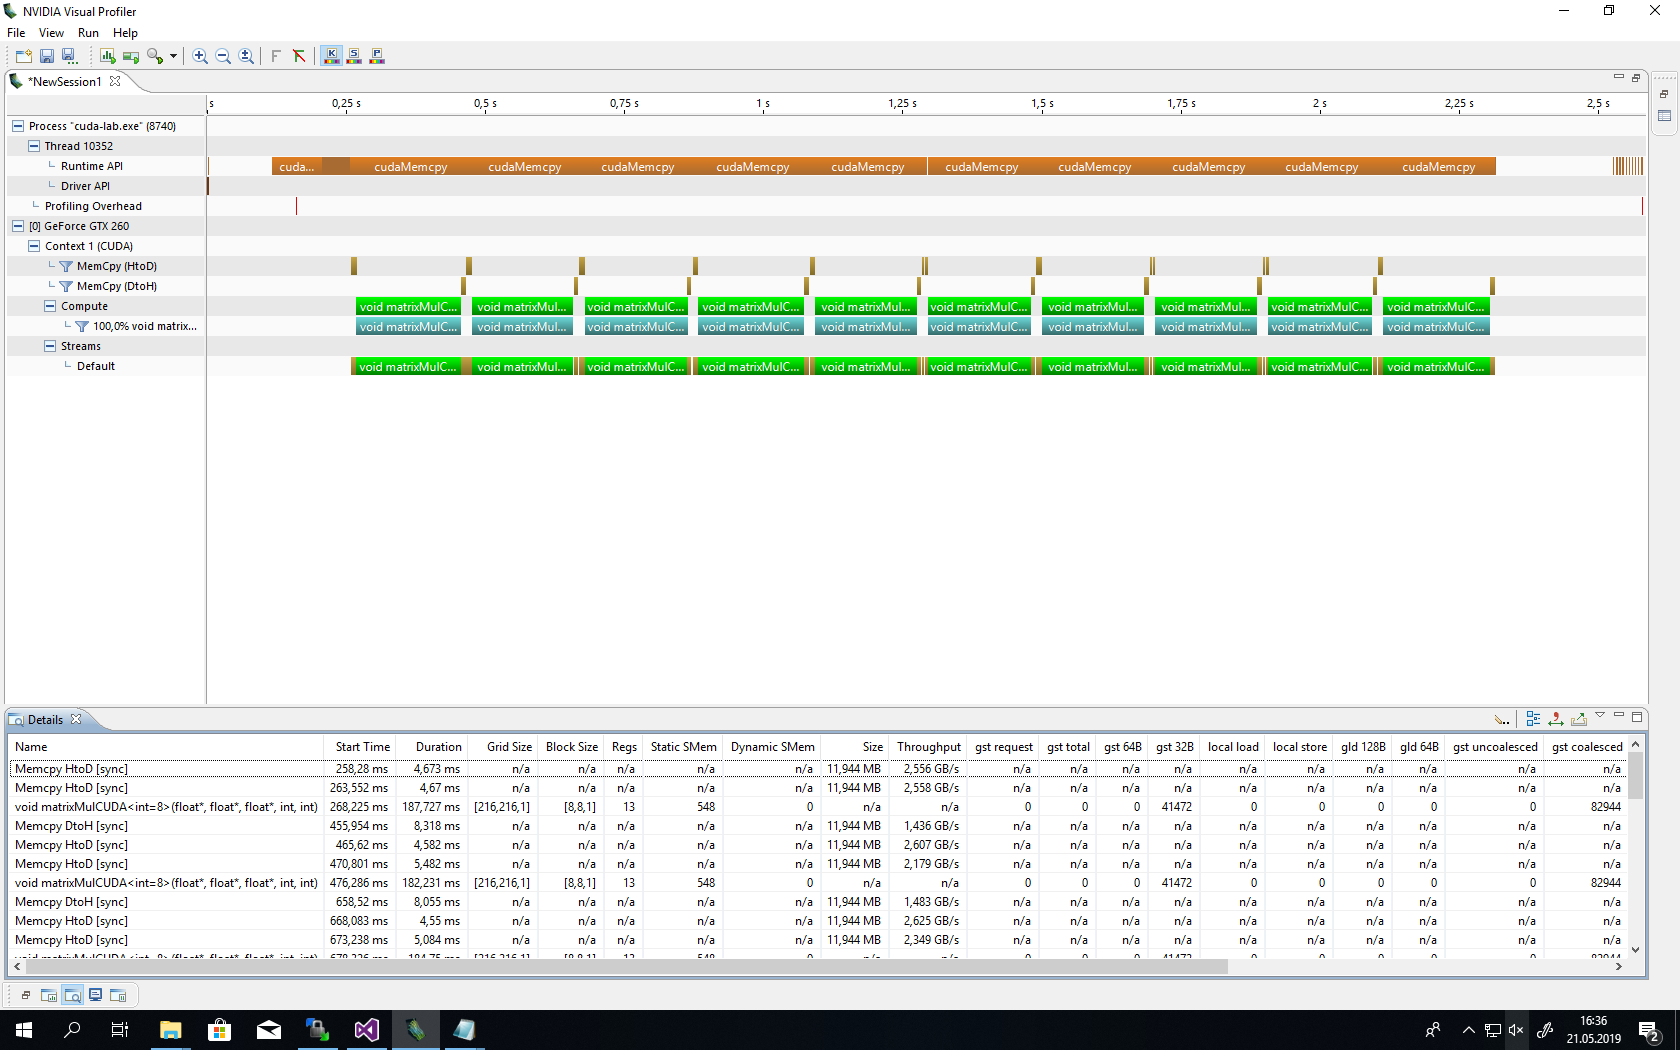 NVIDIA Visual Profiler
File View Run Help
*NewSession1
s 0,25 s 0,5 s 0,75 s 1 s 1,25 s 1,5 s 1,75 s 2 s 2,25 s 2,5 s
Process "cuda-lab.exe" (8740)
Thread 10352
Runtime API cuda... cudaMemcpy cudaMemcpy cudaMemcpy cudaMemcpy cudaMemcpy cudaMemcpy cudaMemcpy cudaMemcpy cudaMemcpy cudaMemcpy
Driver API
Profiling Overhead
[0] GeForce GTX 260
Context 1 (CUDA)
MemCpy (HtoD)
MemCpy (DtoH)
Compute void matrixMulC... void matrixMul... void matrixMulC... void matrixMulC... void matrixMul... void matrixMulC... void matrixMul... void matrixMul... void matrixMulC... void matrixMulC...
100,0% void matrix... void matrixMulC... void matrixMul... void matrixMulC... void matrixMulC... void matrixMul... void matrixMulC... void matrixMul... void matrixMul... void matrixMulC... void matrixMulC...
Streams
Default void matrixMulC... void matrixMul... void matrixMulC... void matrixMulC... void matrixMul... void matrixMulC... void matrixMul... void matrixMul... void matrixMulC... void matrixMulC...
Details
Name Start Time Duration Grid Size Block Size Regs Static SMem Dynamic SMem Size Throughput gst request gst total gst 64B gst 32B local load local store gld 128B gld 64B gst uncoalesced gst coalesced
Memcpy HtoD [sync] 258,28 ms 4,674 ms n/a n/a n/a n/a n/a 11,944 MB 2,556 GB/s n/a n/a n/a n/a n/a n/a n/a n/a n/a n/a
Memcpy HtoD [sync] 263,552 ms 4,67 ms n/a n/a n/a n/a n/a 11,944 MB 2,558 GB/s n/a n/a n/a n/a n/a n/a n/a n/a n/a n/a
void matrixMulCUDA<int=8>(float*, float*, float*, int, int) 268,225 ms 187,727 ms [216,216,1] [8,8,1] 13 548 0 n/a n/a 0 0 0 41472 0 0 0 0 0 82944
Memcpy DtoH [sync] 455,954 ms 8,318 ms n/a n/a n/a n/a n/a 11,944 MB 1,436 GB/s n/a n/a n/a n/a n/a n/a n/a n/a n/a n/a
Memcpy HtoD [sync] 465,62 ms 4,582 ms n/a n/a n/a n/a n/a 11,944 MB 2,607 GB/s n/a n/a n/a n/a n/a n/a n/a n/a n/a n/a
Memcpy HtoD [sync] 470,801 ms 5,482 ms n/a n/a n/a n/a n/a 11,944 MB 2,179 GB/s n/a n/a n/a n/a n/a n/a n/a n/a n/a n/a
void matrixMulCUDA<int=8>(float*, float*, float*, int, int) 476,286 ms 182,231 ms [216,216,1] [8,8,1] 13 548 0 n/a n/a 0 0 0 41472 0 0 0 0 0 82944
Memcpy DtoH [sync] 658,52 ms 8,055 ms n/a n/a n/a n/a n/a 11,944 MB 1,483 GB/s n/a n/a n/a n/a n/a n/a n/a n/a n/a n/a
Memcpy HtoD [sync] 668,083 ms 4,55 ms n/a n/a n/a n/a n/a 11,944 MB 2,625 GB/s n/a n/a n/a n/a n/a n/a n/a n/a n/a n/a
Memcpy HtoD [sync] 673,238 ms 5,084 ms n/a n/a n/a n/a n/a 11,944 MB 2,349 GB/s n/a n/a n/a n/a n/a n/a n/a n/a n/a n/a
16:36
21.05.2019
2